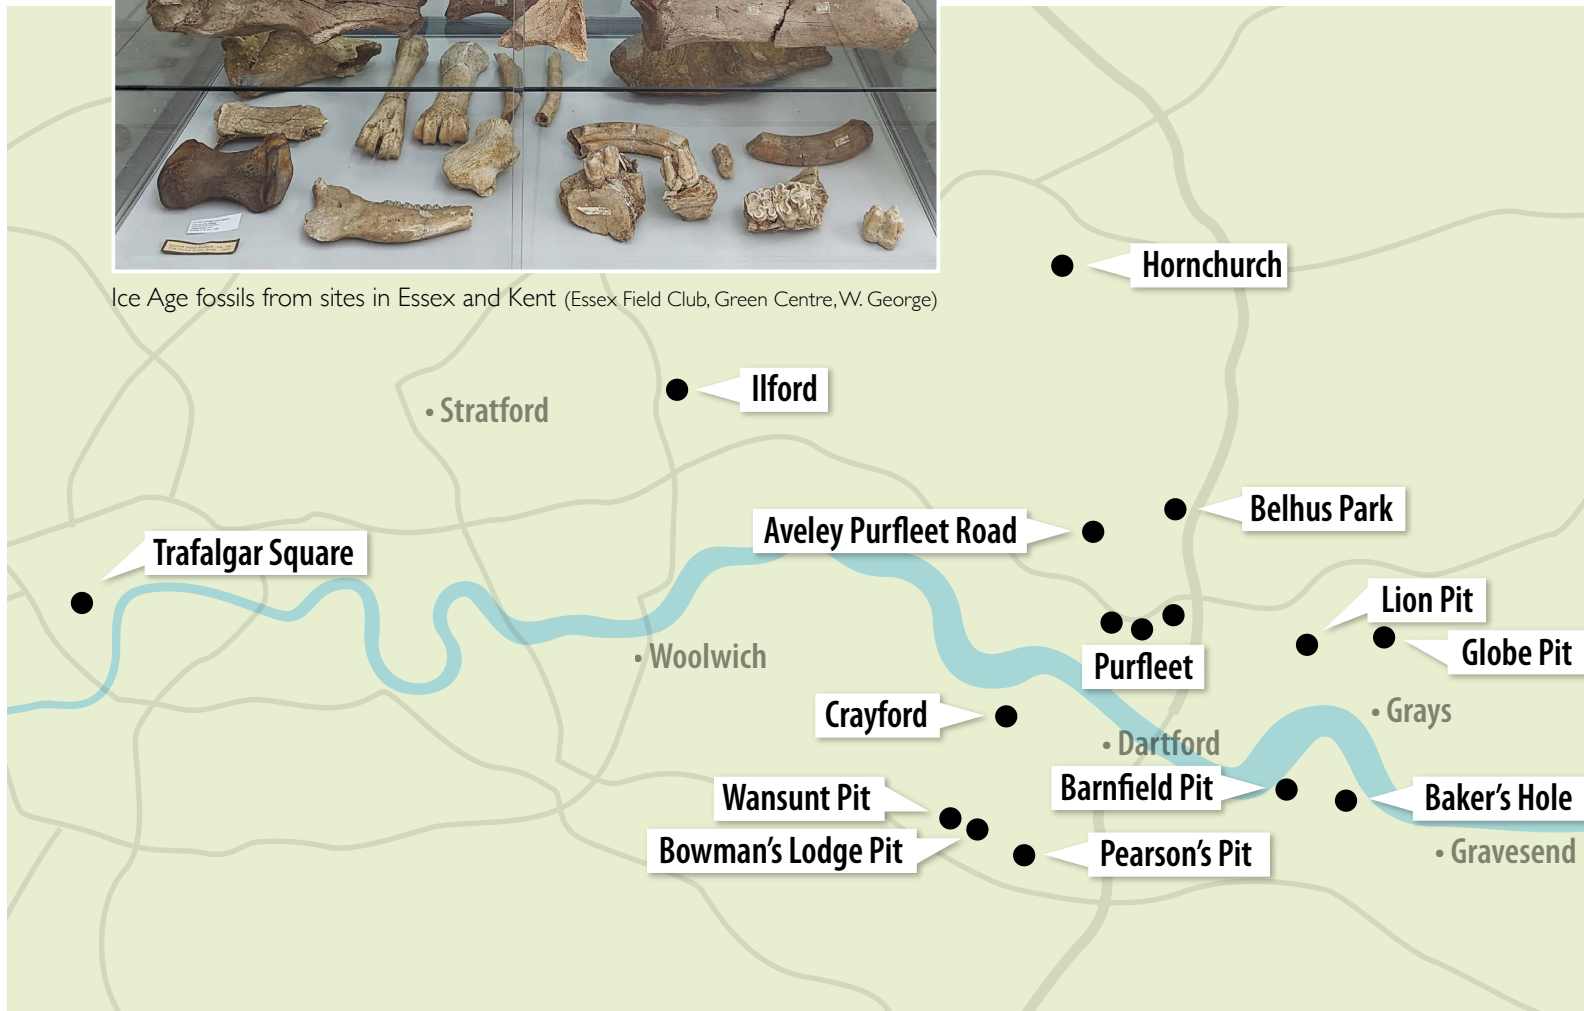 Ice Age fossils from sites in Essex and Kent (Essex Field Club, Green Centre, W. George)
Hornchurch
Ilford
• Stratford
Belhus Park
Aveley Purfleet Road
Trafalgar Square
Lion Pit
Globe Pit
• Woolwich
Purfleet
Crayford
• Grays
• Dartford
Barnfield Pit
Wansunt Pit
Baker's Hole
Bowman's Lodge Pit
Pearson's Pit
• Gravesend